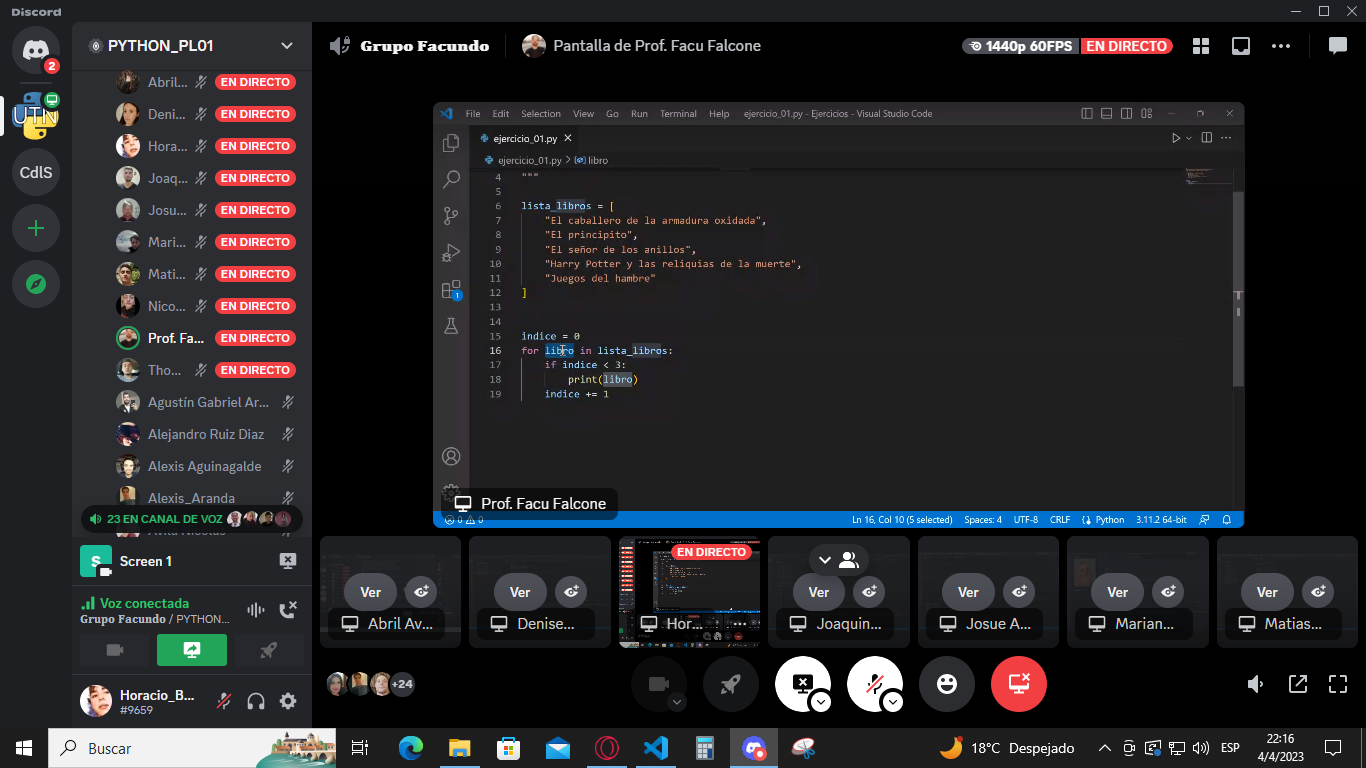 Discord
2
UTN
CdlS
PYTHON_PL01
Abril... EN DIRECTO
Deni... EN DIRECTO
Hora... EN DIRECTO
Joaq... EN DIRECTO
Josu... EN DIRECTO
Mari... EN DIRECTO
Mati... EN DIRECTO
Nico... EN DIRECTO
Prof. Fa... EN DIRECTO
Tho... EN DIRECTO
Agustín Gabriel Ar...
Alejandro Ruiz Diaz
Alexis Aguinagalde
Alexis_Aranda
23 EN CANAL DE VOZ
S
Screen 1
Voz conectada
Grupo Facundo / PYTHON...
Horacio_B...
#9659
Grupo Facundo
Pantalla de Prof. Facu Falcone
1440p 60FPS EN DIRECTO
File Edit Selection View Go Run Terminal Help ejercicio_01.py - Ejercicios - Visual Studio Code
ejercicio_01.py
ejercicio_01.py > libro
4 """
5
6 lista_libros = [
7 "El caballero de la armadura oxidada",
8 "El principito",
9 "El señor de los anillos",
10 "Harry Potter y las reliquias de la muerte",
11 "Juegos del hambre"
12 ]
13
14
15 indice = 0
16 for libro in lista_libros:
17 if indice < 3:
18 print(libro)
19 indice += 1
1
Prof. Facu Falcone
0 0 Ln 16, Col 10 (5 selected) Spaces: 4 UTF-8 CRLF Python 3.11.2 64-bit
Ver Ver EN DIRECTO Ver Ver Ver Ver
Abril Av... Denise... Hor... Joaquin... Josue A... Marian... Matias...
+24
Buscar
18°C Despejado
ESP
22:16
4/4/2023